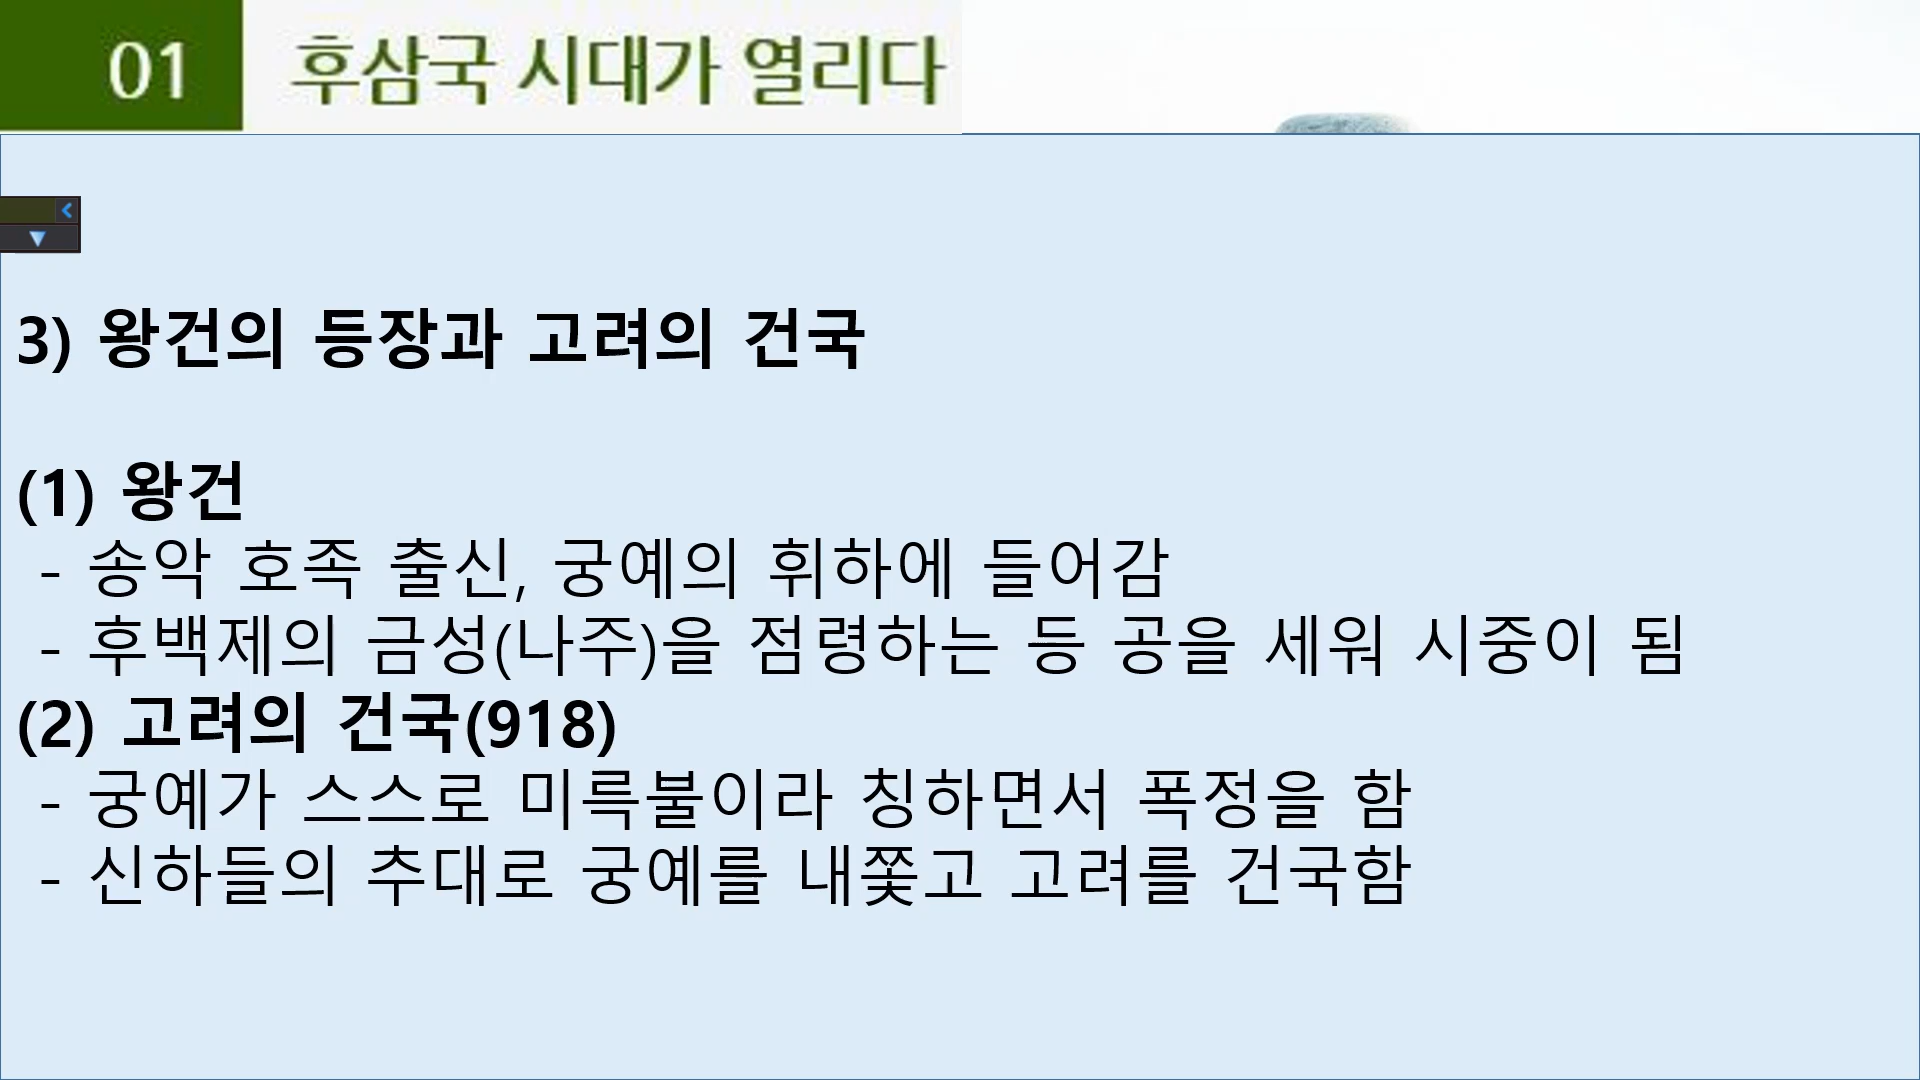 01 후삼국 시대가 열리다
3) 왕건의 등장과 고려의 건국
(1) 왕건
- 송악 호족 출신, 궁예의 휘하에 들어감
- 후백제의 금성(나주)을 점령하는 등 공을 세워 시중이 됨
(2) 고려의 건국(918)
- 궁예가 스스로 미륵불이라 칭하면서 폭정을 함
- 신하들의 추대로 궁예를 내쫓고 고려를 건국함